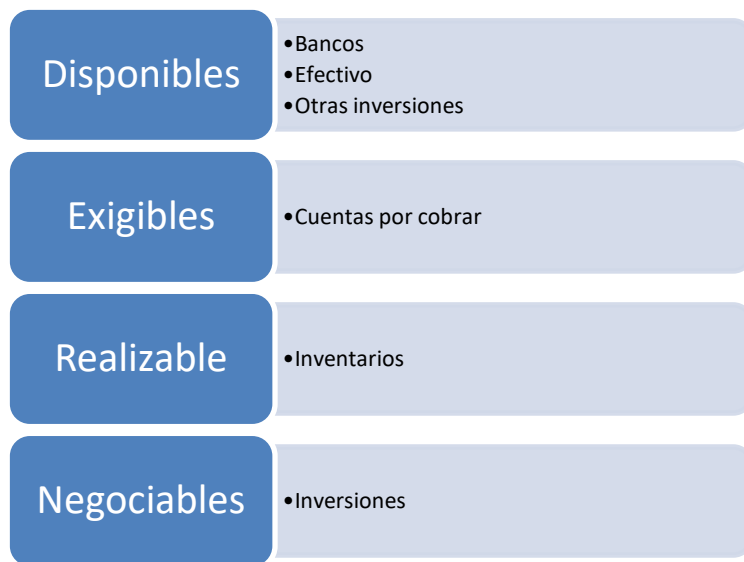 Disponibles
•Bancos
•Efectivo
•Otras inversiones
Exigibles
•Cuentas por cobrar
Realizable
•Inventarios
Negociables
•Inversiones